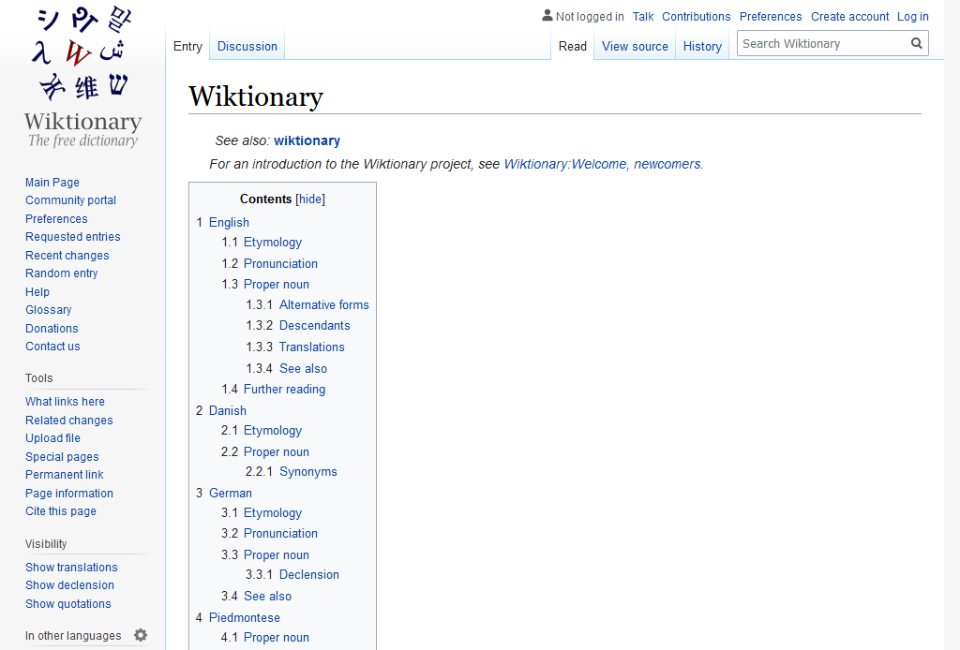 Not logged in Talk Contributions Preferences Create account Log in
Entry Discussion Read View source History Search Wiktionary
シ 말
λ W ش
维 ש
Wiktionary
The free dictionary
Main Page
Community portal
Preferences
Requested entries
Recent changes
Random entry
Help
Glossary
Donations
Contact us
Tools
What links here
Related changes
Upload file
Special pages
Permanent link
Page information
Cite this page
Visibility
Show translations
Show declension
Show quotations
In other languages
Wiktionary
See also: wiktionary
For an introduction to the Wiktionary project, see Wiktionary:Welcome, newcomers.
Contents [hide]
1 English
1.1 Etymology
1.2 Pronunciation
1.3 Proper noun
1.3.1 Alternative forms
1.3.2 Descendants
1.3.3 Translations
1.3.4 See also
1.4 Further reading
2 Danish
2.1 Etymology
2.2 Proper noun
2.2.1 Synonyms
3 German
3.1 Etymology
3.2 Pronunciation
3.3 Proper noun
3.3.1 Declension
3.4 See also
4 Piedmontese
4.1 Proper noun